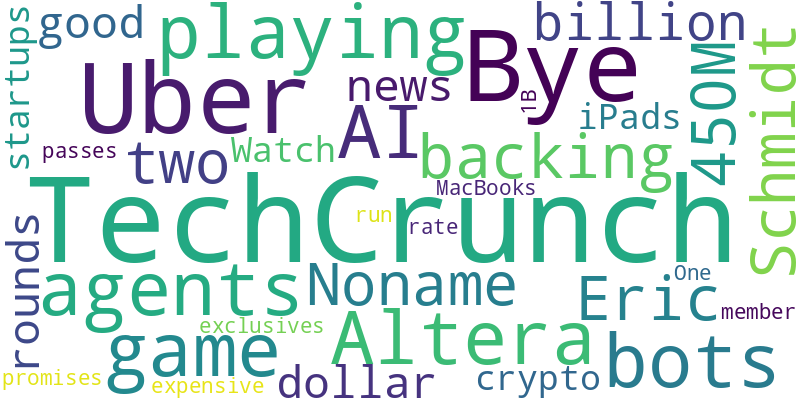 startups
good
playing
Bye
billion
Schmidt
Uber
news
AI
1B
iPads
450M
passes
two
Watch
backing
MacBooks
TechCrunch
run
rate
rounds
agents
Noname
One
Eric
member
exclusives
game
Altera
bots
promises
expensive
dollar
crypto